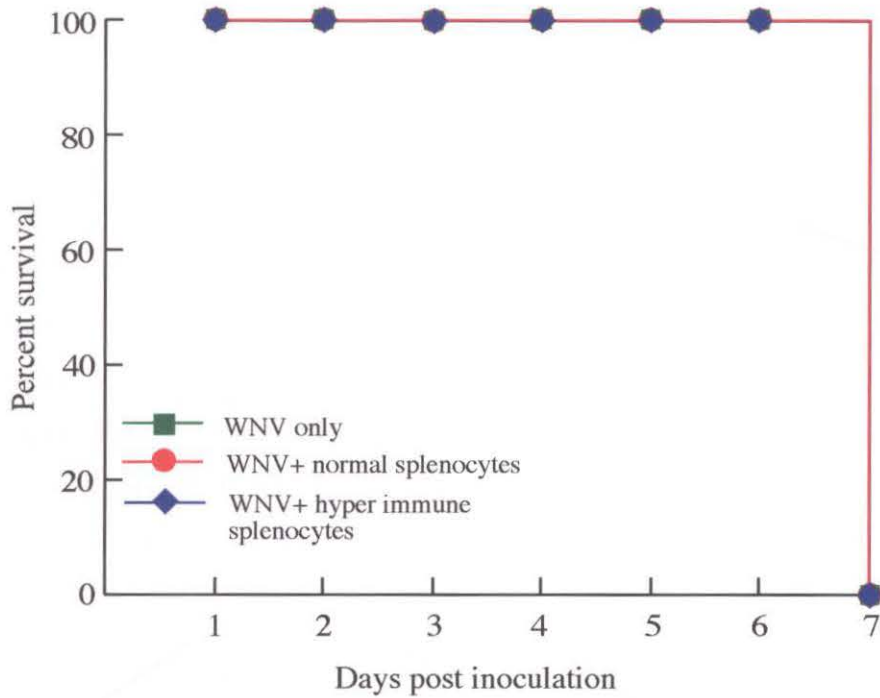 100
80
60
40
20
0
Percent survival
WNV only
WNV+ normal splenocytes
WNV+ hyper immune
splenocytes
1 2 3 4 5 6 7
Days post inoculation